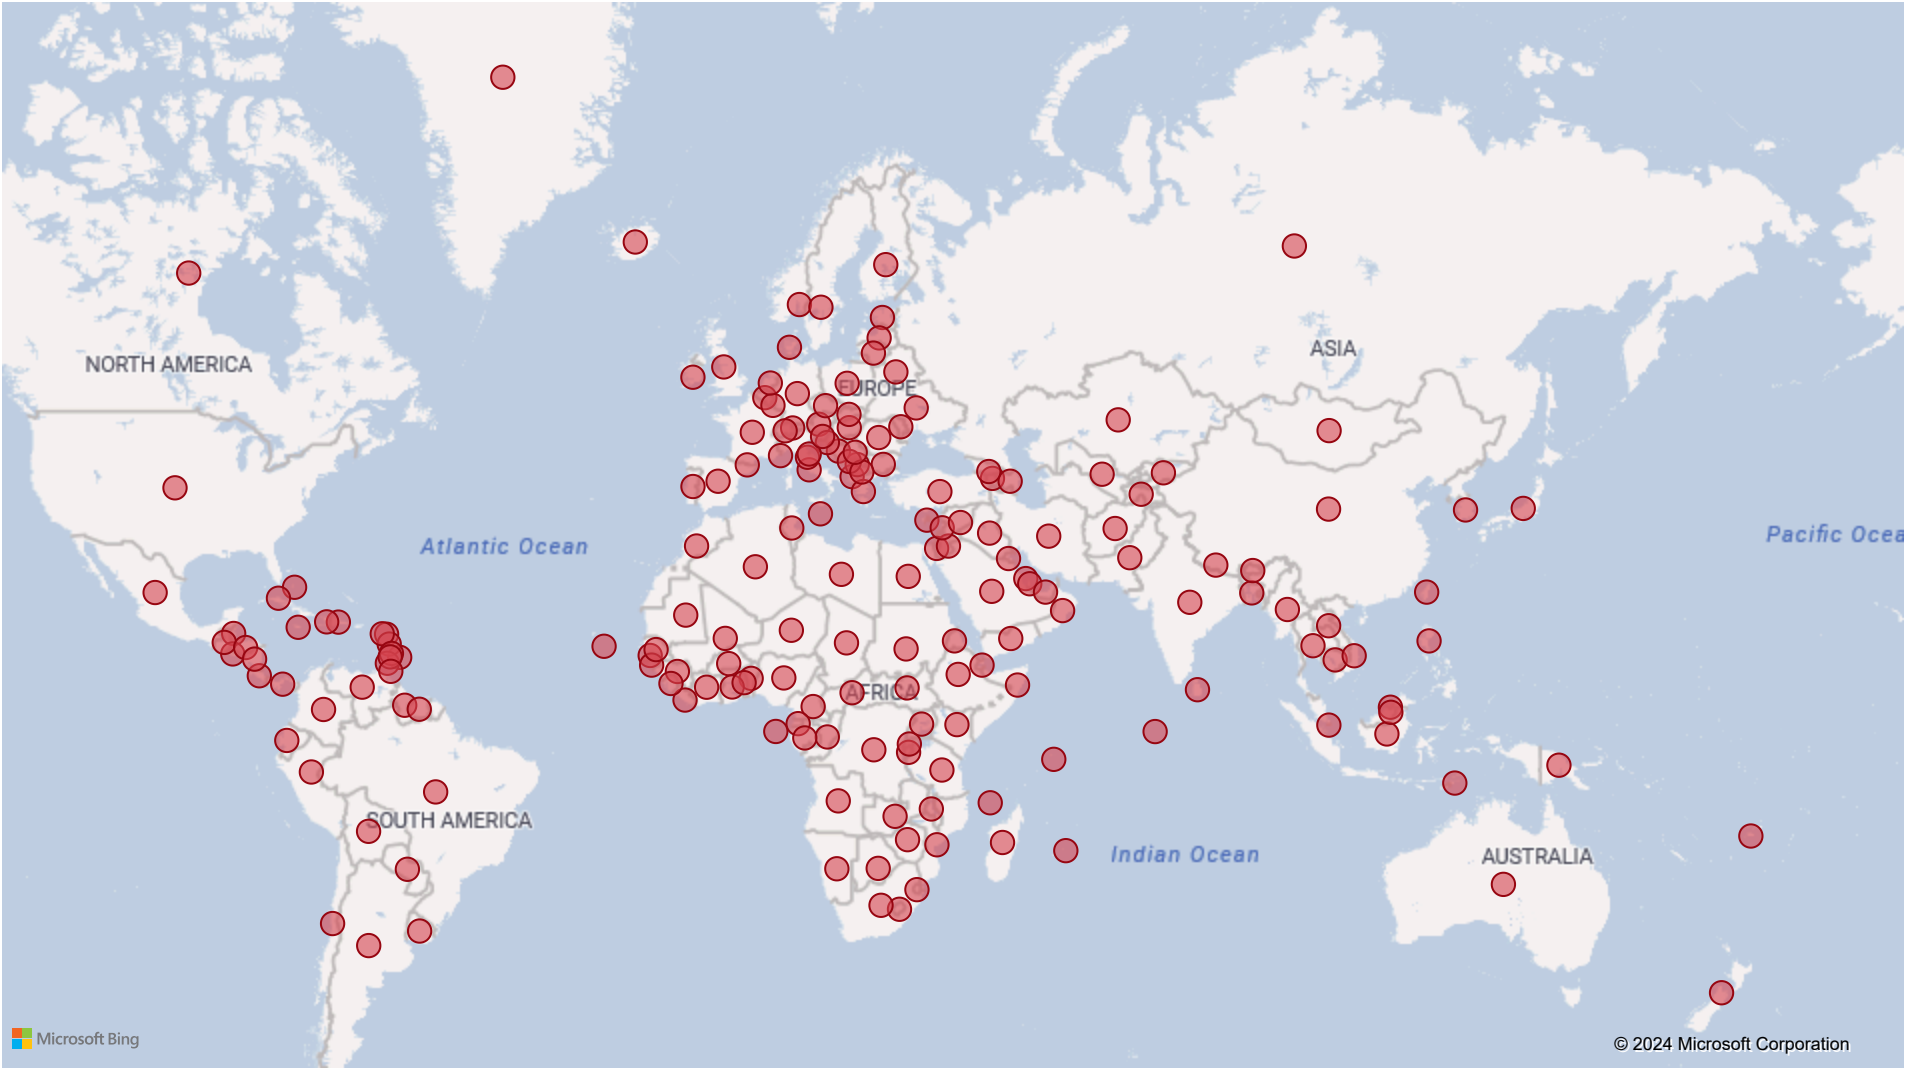 NORTH AMERICA
ASIA
EUROPE
Atlantic Ocean
Pacific Ocea
AFRICA
SOUTH AMERICA
Indian Ocean
AUSTRALIA
Microsoft Bing
© 2024 Microsoft Corporation